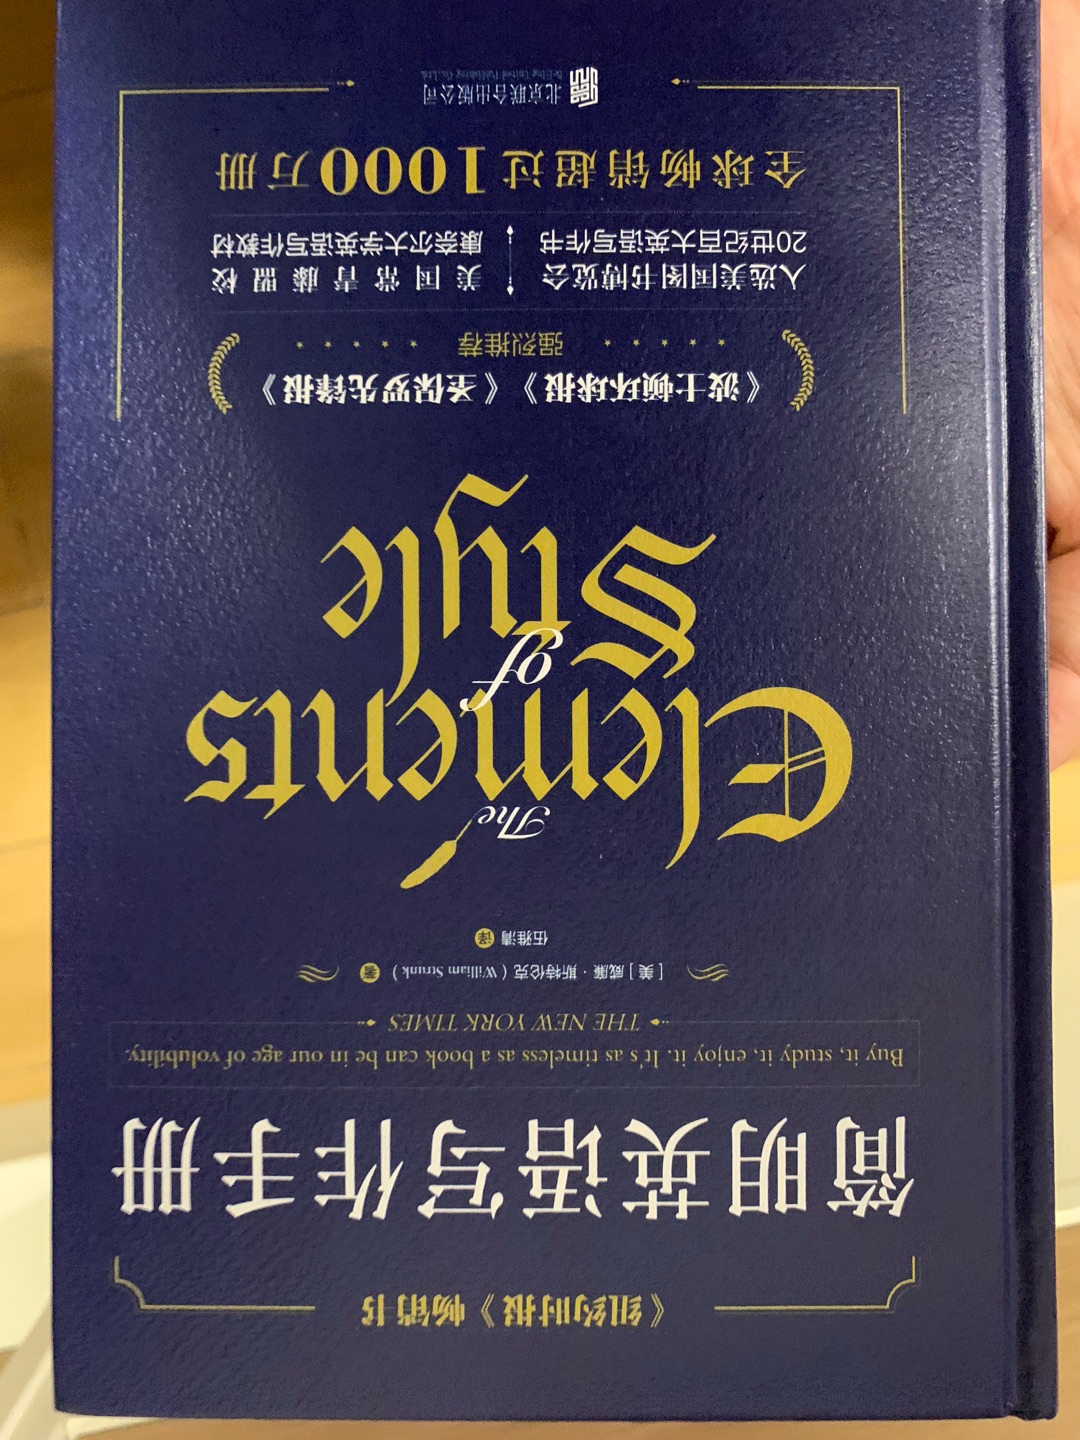 《纽约时报》畅销书
简明英语写作手册
Buy it, study it, enjoy it. It's as timeless as a book can be in our age of volubility.
THE NEW YORK TIMES
[美] 威廉·斯特伦克（William Strunk） 著
伍雅清 译
The
Elements
of
Style
《波士顿环球报》《圣保罗先锋报》
强烈推荐
入选美国图书博览会 美国常青藤盟校
20世纪百大英语写作书 康奈尔大学英语写作教材
全球畅销超过1000万册
北京联合出版公司
Beijing United Publishing Co.,Ltd.